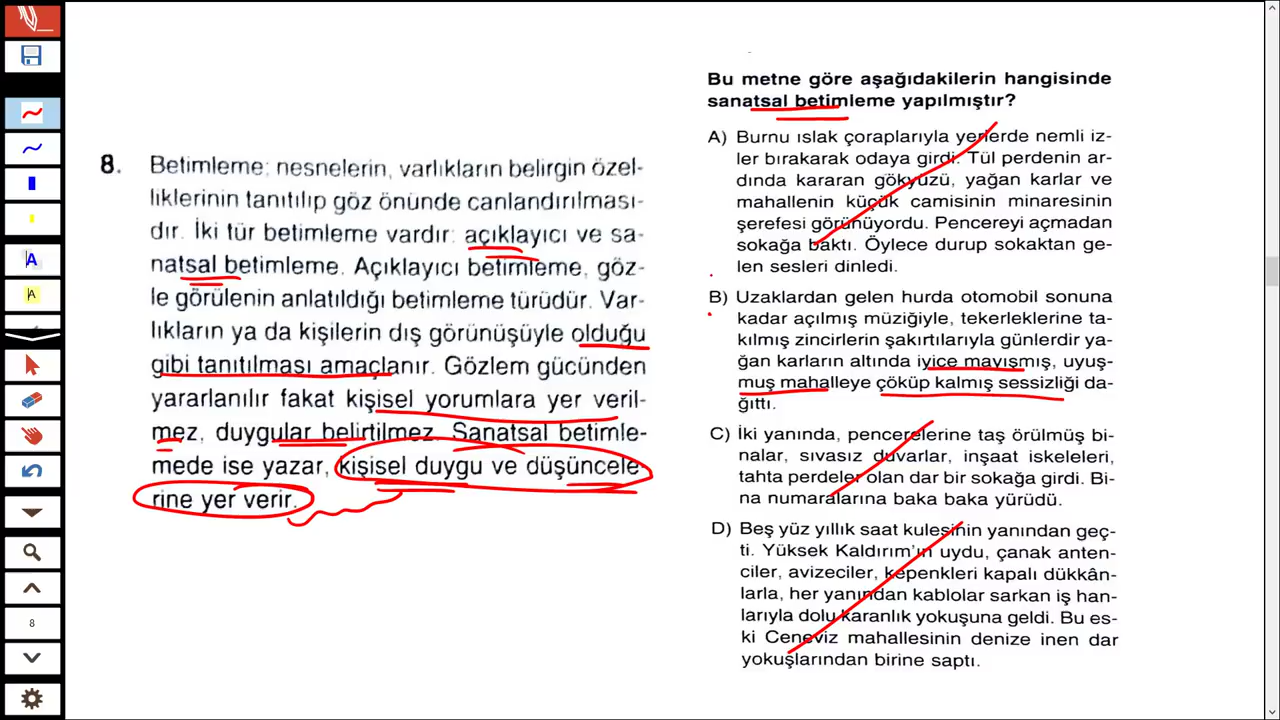 8. Betimleme; nesnelerin, varlıkların belirgin özel-
liklerinin tanıtılıp göz önünde canlandırılması-
dır. İki tür betimleme vardır: açıklayıcı ve sa-
natsal betimleme. Açıklayıcı betimleme, göz-
le görülenin anlatıldığı betimleme türüdür. Var-
lıkların ya da kişilerin dış görünüşüyle olduğu
gibi tanıtılması amaçlanır. Gözlem gücünden
yararlanılır fakat kişisel yorumlara yer veril-
mez, duygular belirtilmez. Sanatsal betimle-
mede ise yazar, kişisel duygu ve düşüncele
rine yer verir.
Bu metne göre aşağıdakilerin hangisinde
sanatsal betimleme yapılmıştır?
A) Burnu ıslak çoraplarıyla yerlerde nemli iz-
ler bırakarak odaya girdi. Tül perdenin ar-
dında kararan gökyüzü, yağan karlar ve
mahallenin küçük camisinin minaresinin
şerefesi görünüyordu. Pencereyi açmadan
sokağa baktı. Öylece durup sokaktan ge-
len sesleri dinledi.
B) Uzaklardan gelen hurda otomobil sonuna
kadar açılmış müziğiyle, tekerleklerine ta-
kılmış zincirlerin şakırtılarıyla günlerdir ya-
ğan karların altında iyice mayışmış, uyuş-
muş mahalleye çöküp kalmış sessizliği da-
ğıttı.
C) İki yanında, pencerelerine taş örülmüş bi-
nalar, sıvasız duvarlar, inşaat iskeleleri,
tahta perdeler olan dar bir sokağa girdi. Bi-
na numaralarına baka baka yürüdü.
D) Beş yüz yıllık saat kulesinin yanından geç-
ti. Yüksek Kaldırım'ın uydu, çanak anten-
ciler, avizeciler, kepenkleri kapalı dükkân-
larla, her yanından kablolar sarkan iş han-
larıyla dolu karanlık yokuşuna geldi. Bu es-
ki Ceneviz mahallesinin denize inen dar
yokuşlarından birine saptı.
A
A
8